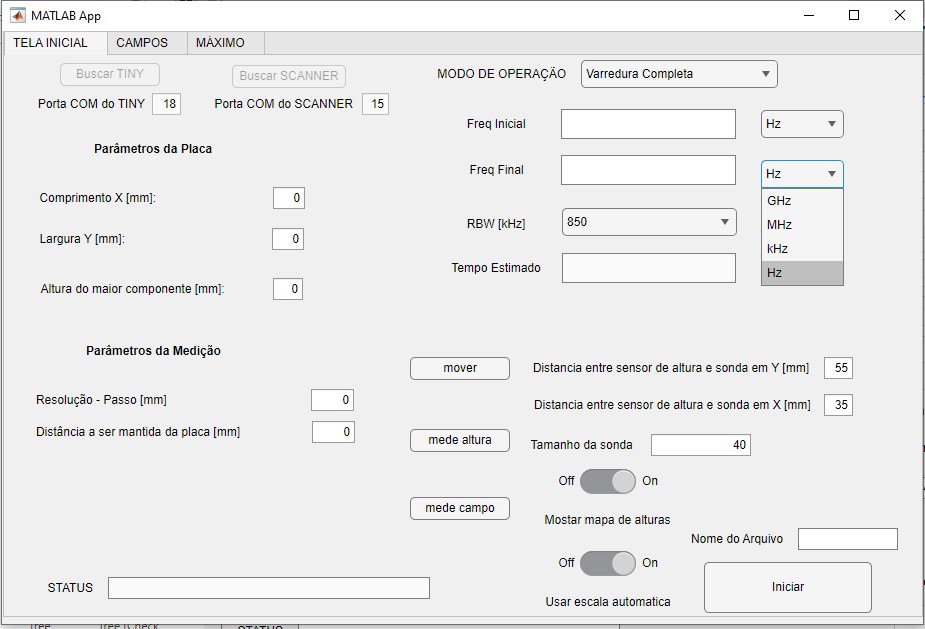 MATLAB App
TELA INICIAL CAMPOS MÁXIMO
Buscar TINY Buscar SCANNER MODO DE OPERAÇÃO Varredura Completa
Porta COM do TINY 18 Porta COM do SCANNER 15
Freq Inicial Hz
Parâmetros da Placa
Freq Final Hz
Comprimento X [mm]: 0 GHz
RBW [kHz] 850 MHz
Largura Y [mm]: 0 kHz
Tempo Estimado Hz
Altura do maior componente [mm]: 0
Parâmetros da Medição
mover Distancia entre sensor de altura e sonda em Y [mm] 55
Resolução - Passo [mm] 0 Distancia entre sensor de altura e sonda em X [mm] 35
Distância a ser mantida da placa [mm] 0
mede altura Tamanho da sonda 40
Off On
mede campo
Mostar mapa de alturas
Nome do Arquivo
Off On
STATUS Iniciar
Usar escala automatica